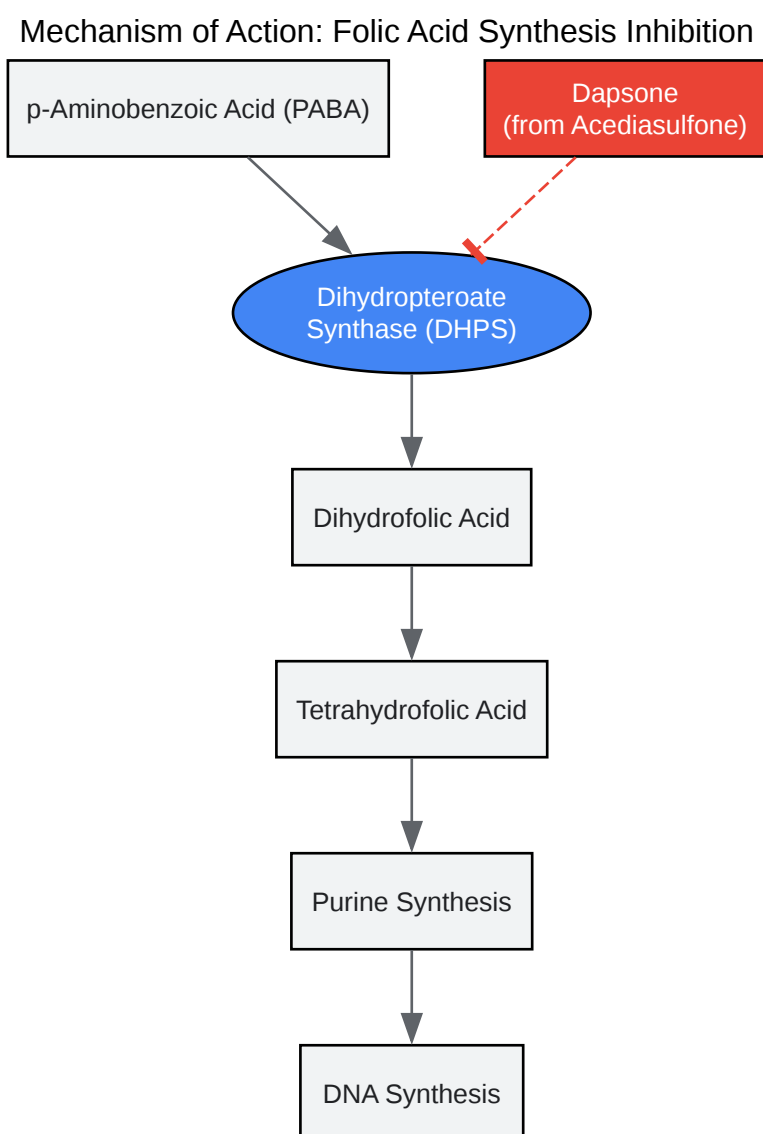 Mechanism of Action: Folic Acid Synthesis Inhibition
p-Aminobenzoic Acid (PABA)
Dapsone
(from Acediasulfone)
Dihydropteroate
Synthase (DHPS)
Dihydrofolic Acid
Tetrahydrofolic Acid
Purine Synthesis
DNA Synthesis